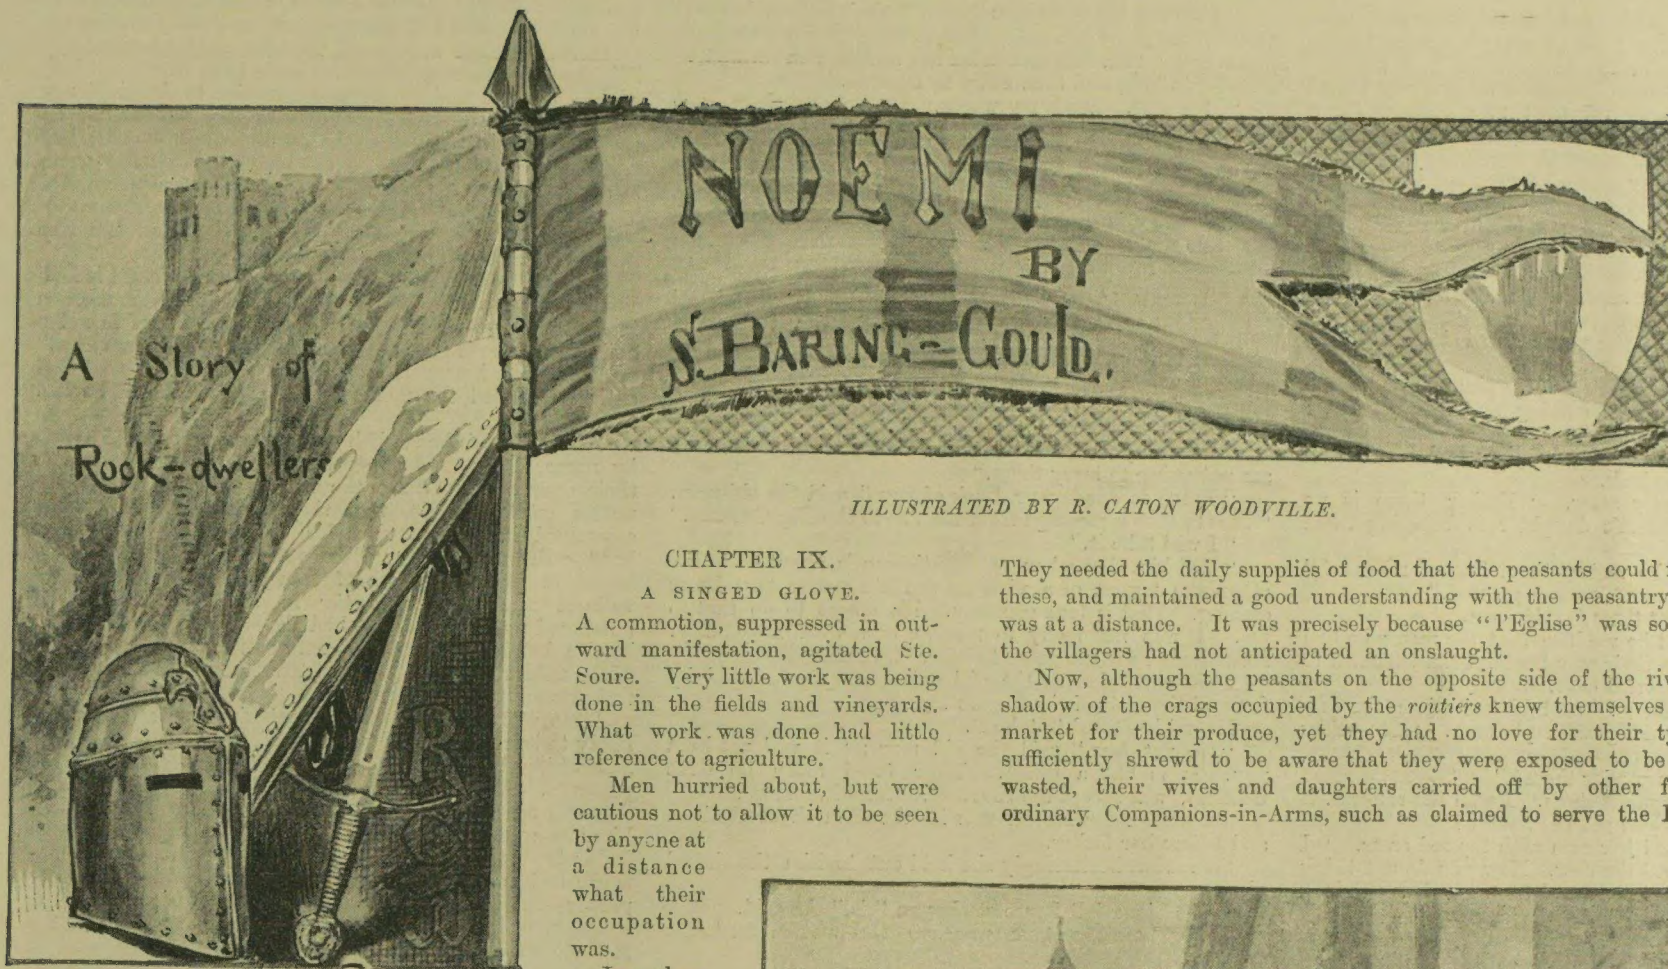 NOÉMI
BY
S. BARING-GOULD.
A Story of
Rock-dwellers
ILLUSTRATED BY R. CATON WOODVILLE.
CHAPTER IX.
A SINGED GLOVE.
A commotion, suppressed in out-
ward manifestation, agitated Ste.
Soure. Very little work was being
done in the fields and vineyards.
What work was done had little
reference to agriculture.
Men hurried about, but were
cautious not to allow it to be seen
by anyone at
a distance
what their
occupation
was.
They needed the daily supplies of food that the peasants could
these, and maintained a good understanding with the peasantry
was at a distance. It was precisely because "l'Eglise" was so
the villagers had not anticipated an onslaught.
Now, although the peasants on the opposite side of the riv
shadow of the crags occupied by the routiers knew themselves
market for their produce, yet they had no love for their t
sufficiently shrewd to be aware that they were exposed to be
wasted, their wives and daughters carried off by other f
ordinary Companions-in-Arms, such as claimed to serve the
R
C
W